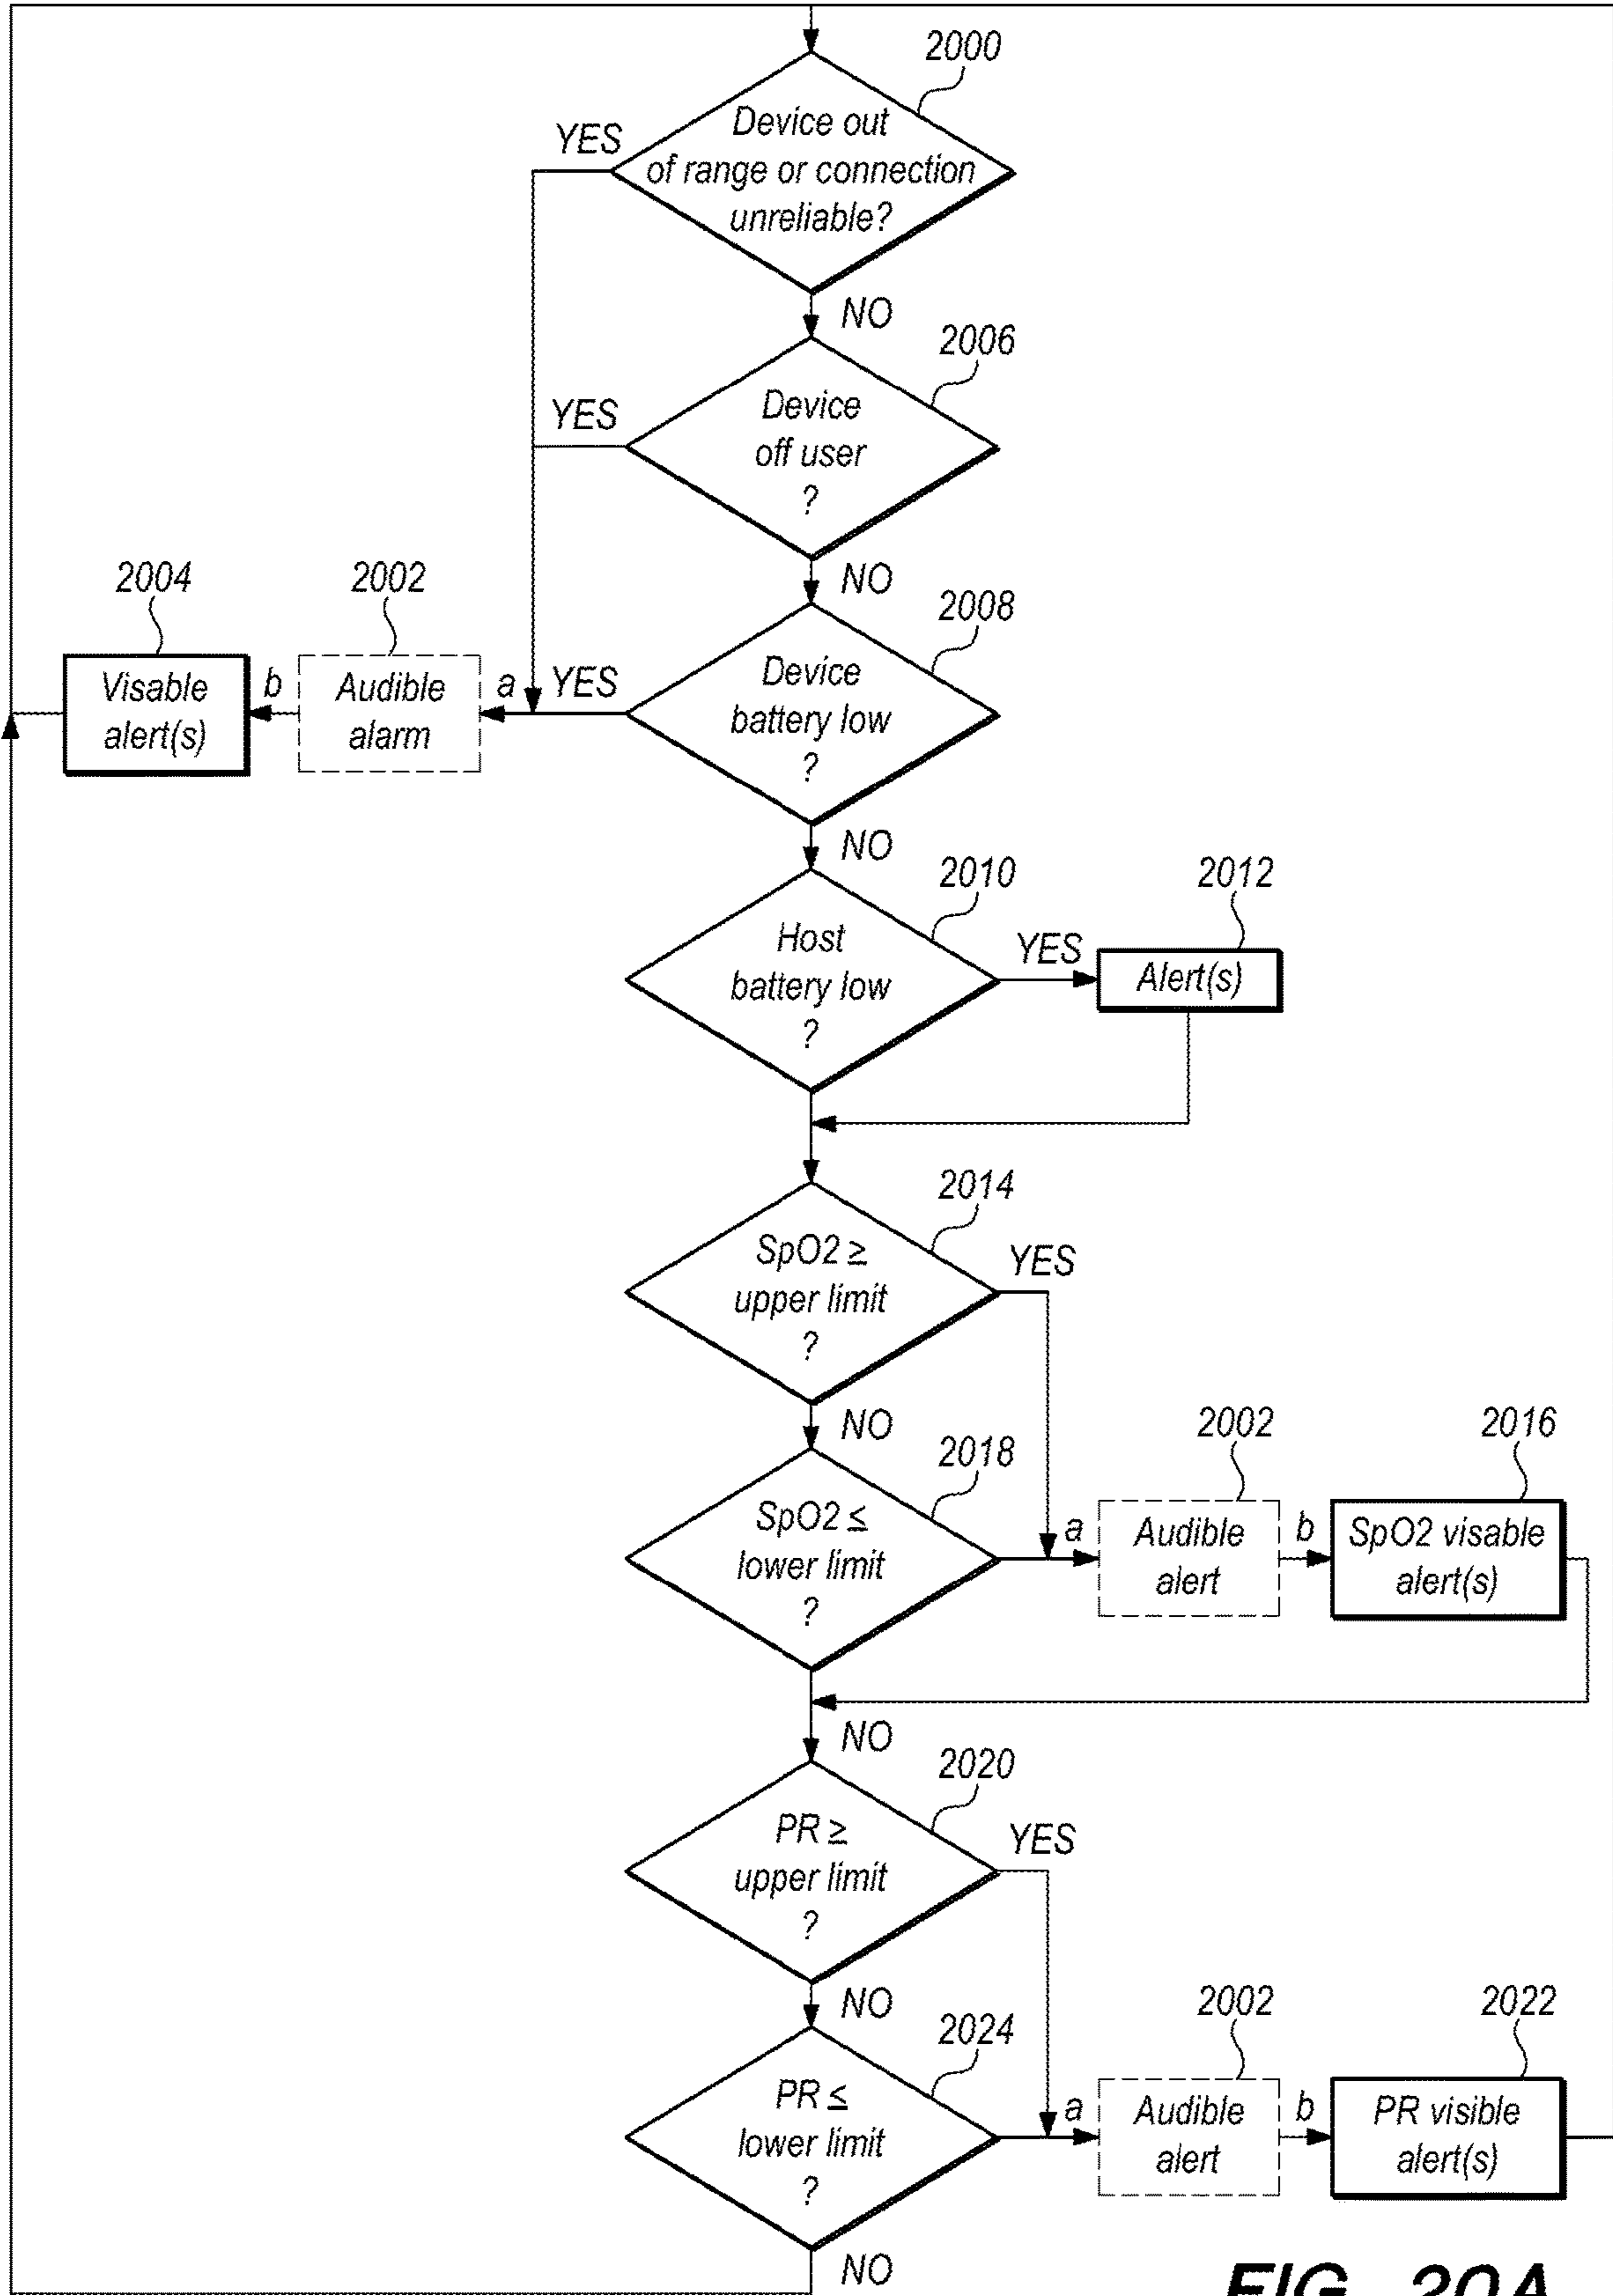 2000
Device out
of range or connection
unreliable?
YES
NO
2006
Device
off user
?
YES
NO
2004
Visable
alert(s)
b
2002
Audible
alarm
a
YES
2008
Device
battery low
?
NO
2010
Host
battery low
?
YES
2012
Alert(s)
2014
SpO2 ≥
upper limit
?
YES
NO
2018
SpO2 ≤
lower limit
?
a
2002
Audible
alert
b
2016
SpO2 visable
alert(s)
NO
2020
PR ≥
upper limit
?
YES
NO
2024
PR ≤
lower limit
?
a
2002
Audible
alert
b
2022
PR visible
alert(s)
NO
FIG. 20A